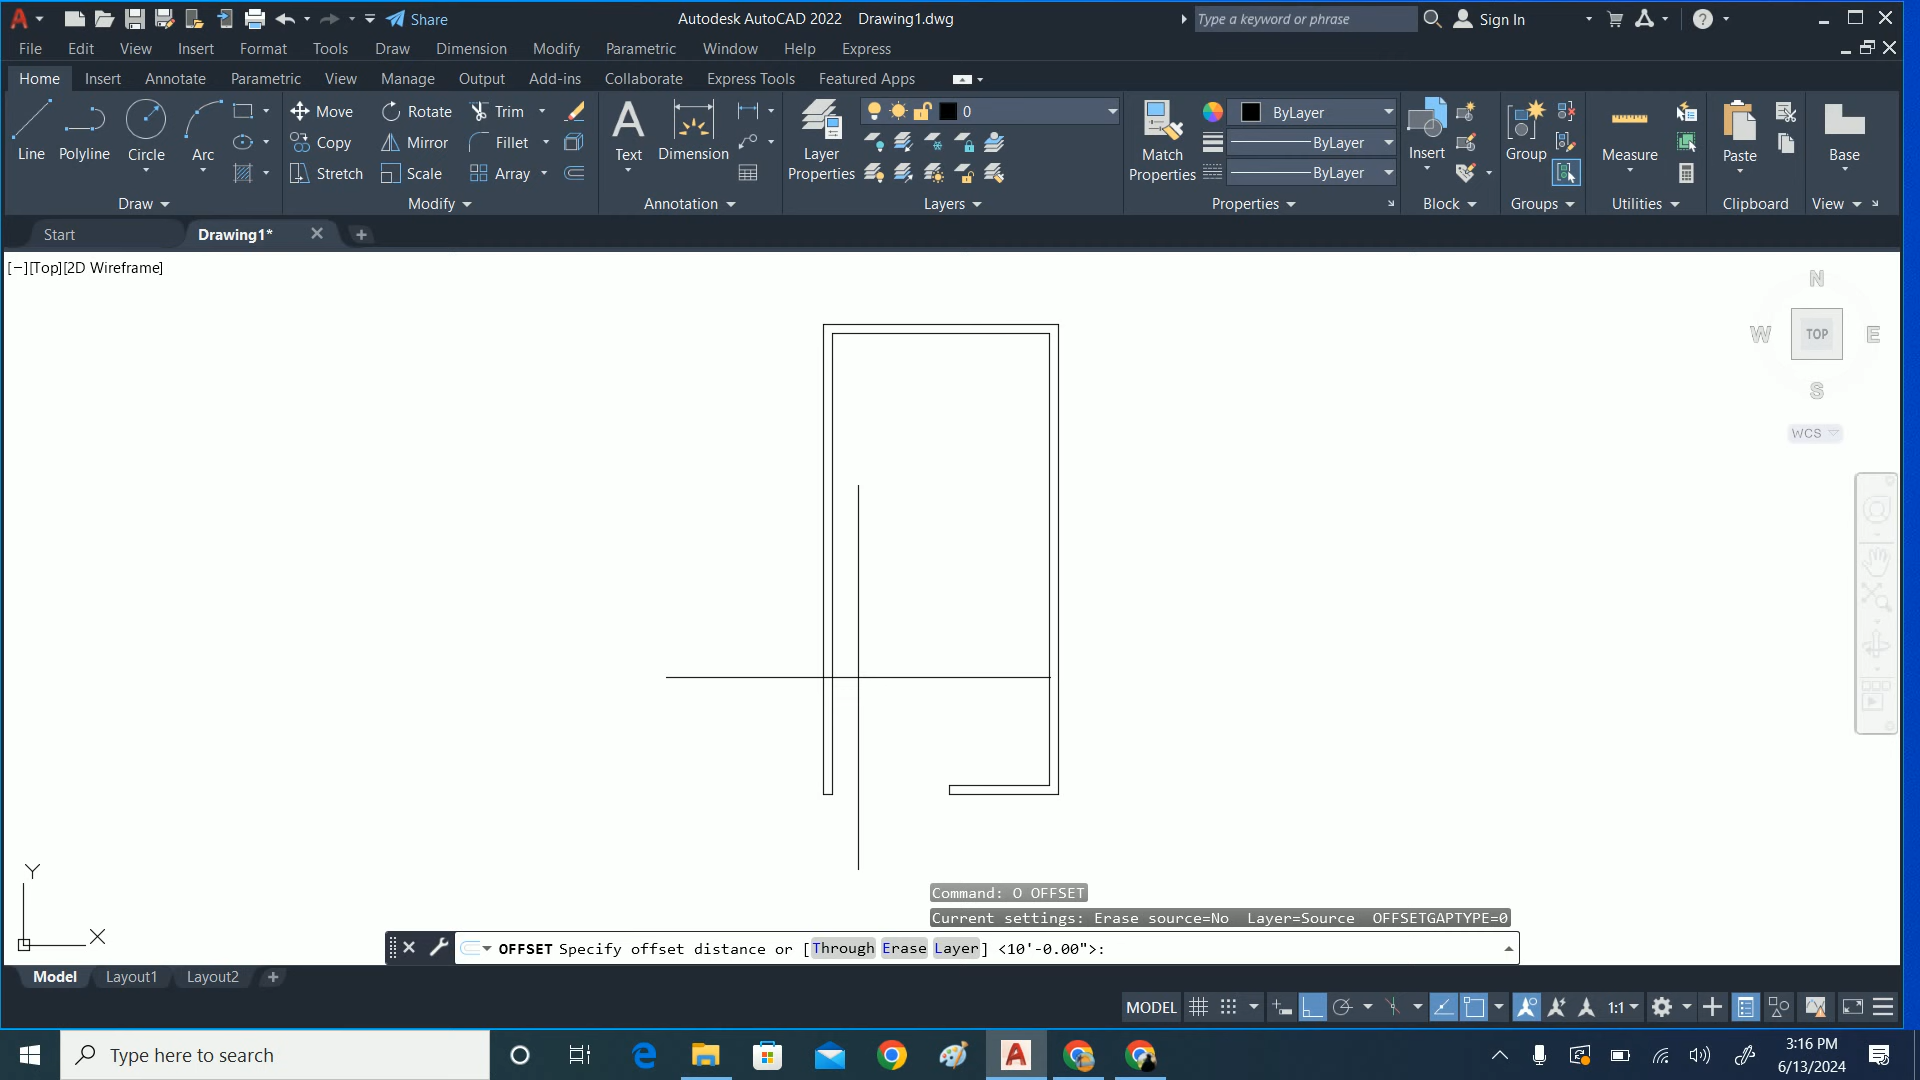 Share
Autodesk AutoCAD 2022 Drawing1.dwg
Type a keyword or phrase
Sign In
File Edit View Insert Format Tools Draw Dimension Modify Parametric Window Help Express
Home Insert Annotate Parametric View Manage Output Add-ins Collaborate Express Tools Featured Apps
Line Polyline Circle Arc
Move Rotate Trim
Copy Mirror Fillet
Stretch Scale Array
Text Dimension
Layer Properties
0
Match Properties
ByLayer
ByLayer
ByLayer
Insert Group Measure Paste Base
Draw Modify Annotation Layers Properties Block Groups Utilities Clipboard View
Start Drawing1*
[−][Top][2D Wireframe]
N
W TOP E
S
WCS
Y
X
Command: O OFFSET
Current settings: Erase source=No Layer=Source OFFSETGAPTYPE=0
OFFSET Specify offset distance or [Through Erase Layer] <10'-0.00">:
Model Layout1 Layout2
MODEL 1:1
Type here to search
3:16 PM
6/13/2024